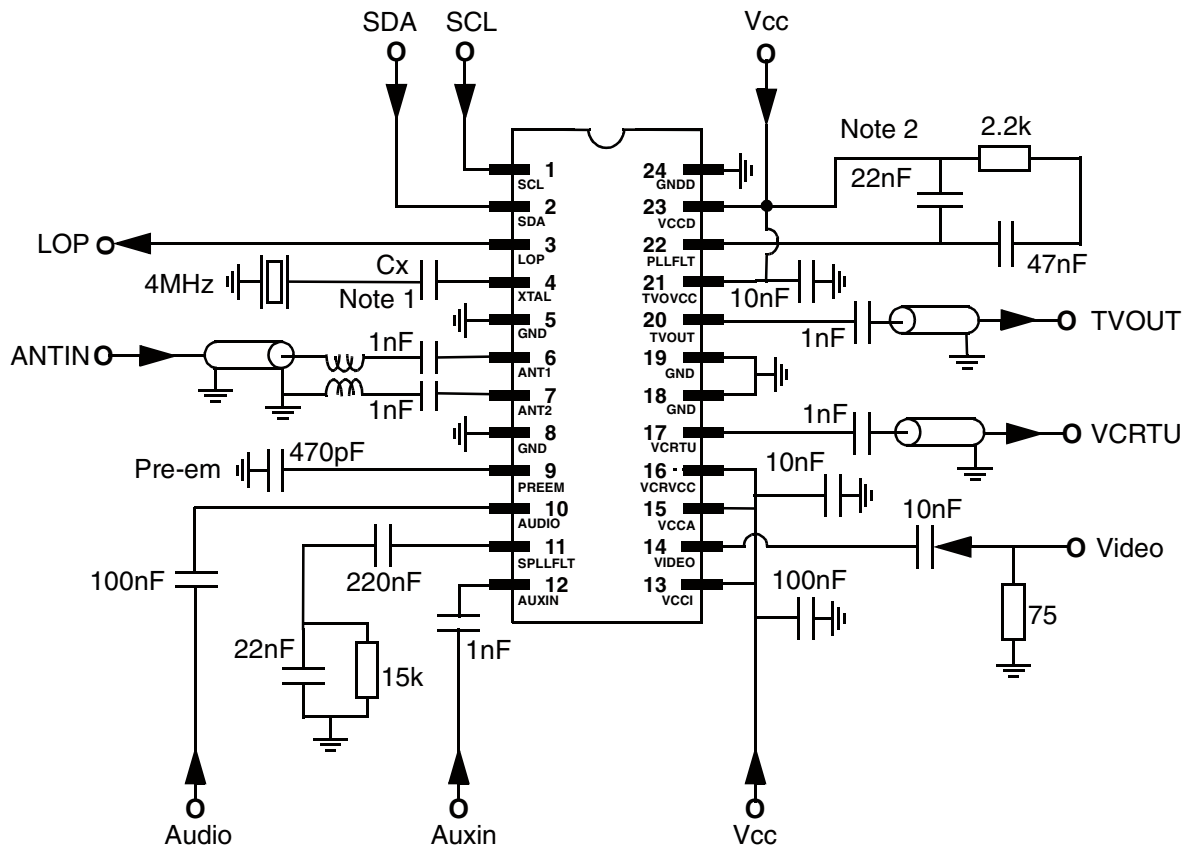 SDA
SCL
Vcc
Note 2
2.2k
22nF
47nF
1
SCL
2
SDA
3
LOP
4
XTAL
5
GND
6
ANT1
7
ANT2
8
GND
9
PREEM
10
AUDIO
11
SPLLFLT
12
AUXIN
24
GNDD
23
VCCD
22
PLLFLT
21
TVOVCC
20
TVOUT
19
GND
18
GND
17
VCRTU
16
VCRVCC
15
VCCA
14
VIDEO
13
VCCI
LOP
4MHz
Cx
Note 1
ANTIN
1nF
1nF
Pre-em
470pF
100nF
220nF
22nF
15k
1nF
10nF
1nF
TVOUT
1nF
VCRTU
10nF
10nF
Video
100nF
75
Audio
Auxin
Vcc